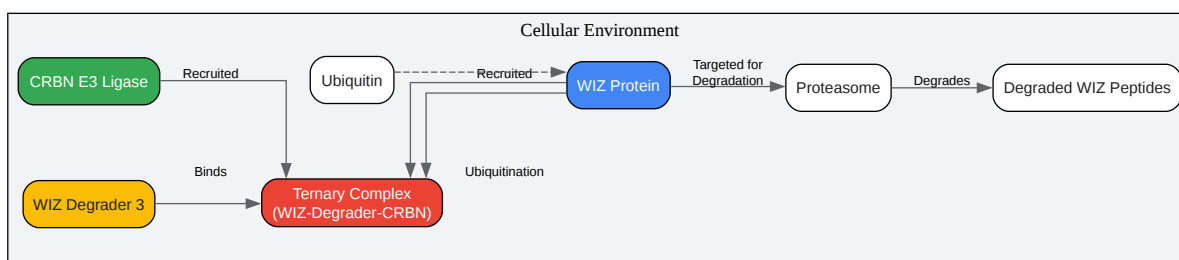 Cellular Environment
CRBN E3 Ligase
Recruited
Ubiquitin
Recruited
WIZ Protein
Targeted for
Degradation
Proteasome
Degrades
Degraded WIZ Peptides
WIZ Degrader 3
Binds
Ternary Complex
(WIZ-Degrader-CRBN)
Ubiquitination